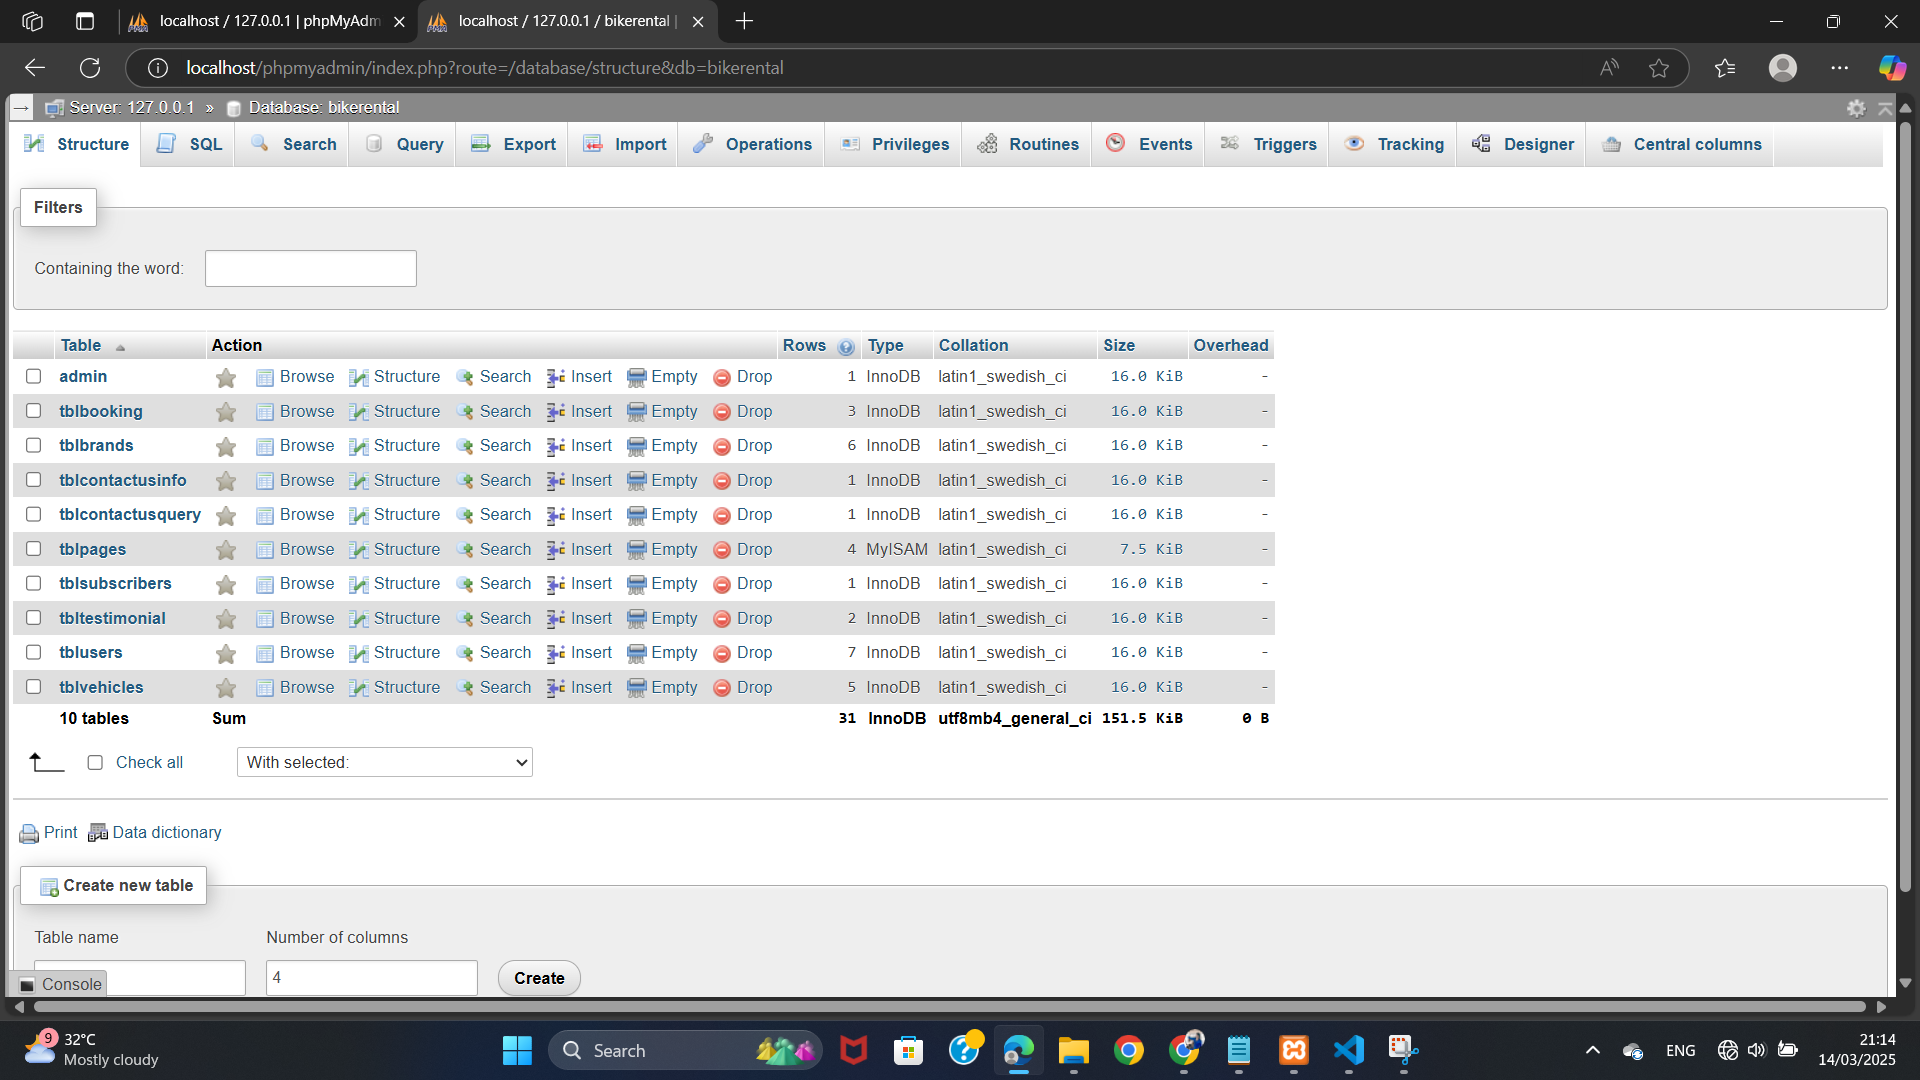 localhost / 127.0.0.1 | phpMyAdm
localhost / 127.0.0.1 / bikerental |
localhost/phpmyadmin/index.php?route=/database/structure&db=bikerental
Server: 127.0.0.1 » Database: bikerental
Structure SQL Search Query Export Import Operations Privileges Routines Events Triggers Tracking Designer Central columns
Filters
Containing the word:
Table Action Rows Type Collation Size Overhead
admin Browse Structure Search Insert Empty Drop 1 InnoDB latin1_swedish_ci 16.0 KiB -
tblbooking Browse Structure Search Insert Empty Drop 3 InnoDB latin1_swedish_ci 16.0 KiB -
tblbrands Browse Structure Search Insert Empty Drop 6 InnoDB latin1_swedish_ci 16.0 KiB -
tblcontactusinfo Browse Structure Search Insert Empty Drop 1 InnoDB latin1_swedish_ci 16.0 KiB -
tblcontactusquery Browse Structure Search Insert Empty Drop 1 InnoDB latin1_swedish_ci 16.0 KiB -
tblpages Browse Structure Search Insert Empty Drop 4 MyISAM latin1_swedish_ci 7.5 KiB -
tblsubscribers Browse Structure Search Insert Empty Drop 1 InnoDB latin1_swedish_ci 16.0 KiB -
tbltestimonial Browse Structure Search Insert Empty Drop 2 InnoDB latin1_swedish_ci 16.0 KiB -
tblusers Browse Structure Search Insert Empty Drop 7 InnoDB latin1_swedish_ci 16.0 KiB -
tblvehicles Browse Structure Search Insert Empty Drop 5 InnoDB latin1_swedish_ci 16.0 KiB -
10 tables Sum 31 InnoDB utf8mb4_general_ci 151.5 KiB 0 B
Check all With selected:
Print Data dictionary
Create new table
Table name Number of columns
4 Create
Console
9 32°C
Mostly cloudy
Search
ENG
21:14
14/03/2025